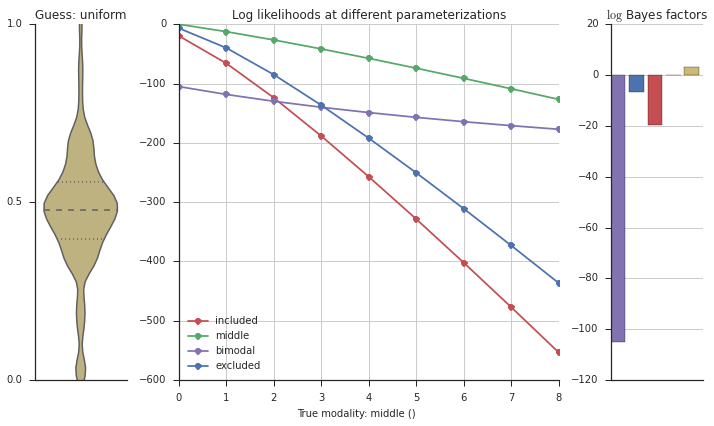 Guess: uniform
Log likelihoods at different parameterizations
log Bayes factors
1.0
0.5
0.0
0
−100
−200
−300
−400
−500
−600
included
middle
bimodal
excluded
0 1 2 3 4 5 6 7 8
True modality: middle ()
20
0
−20
−40
−60
−80
−100
−120